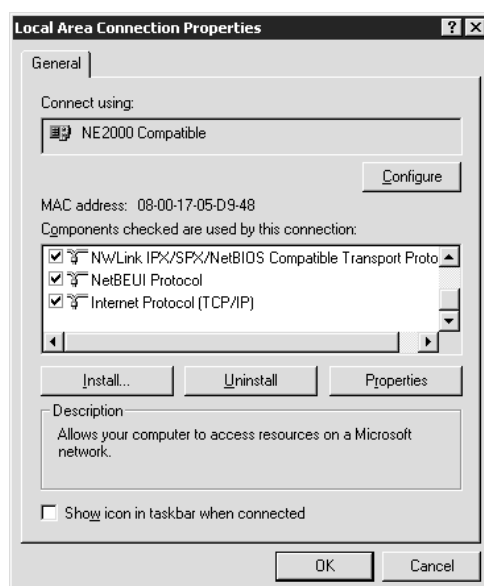 Local Area Connection Properties
General
Connect using:
NE2000 Compatible
Configure
MAC address: 08-00-17-05-D9-48
Components checked are used by this connection:
NWLink IPX/SPX/NetBIOS Compatible Transport Proto
NetBEUI Protocol
Internet Protocol (TCP/IP)
Install... Uninstall Properties
Description
Allows your computer to access resources on a Microsoft
network.
Show icon in taskbar when connected
OK Cancel